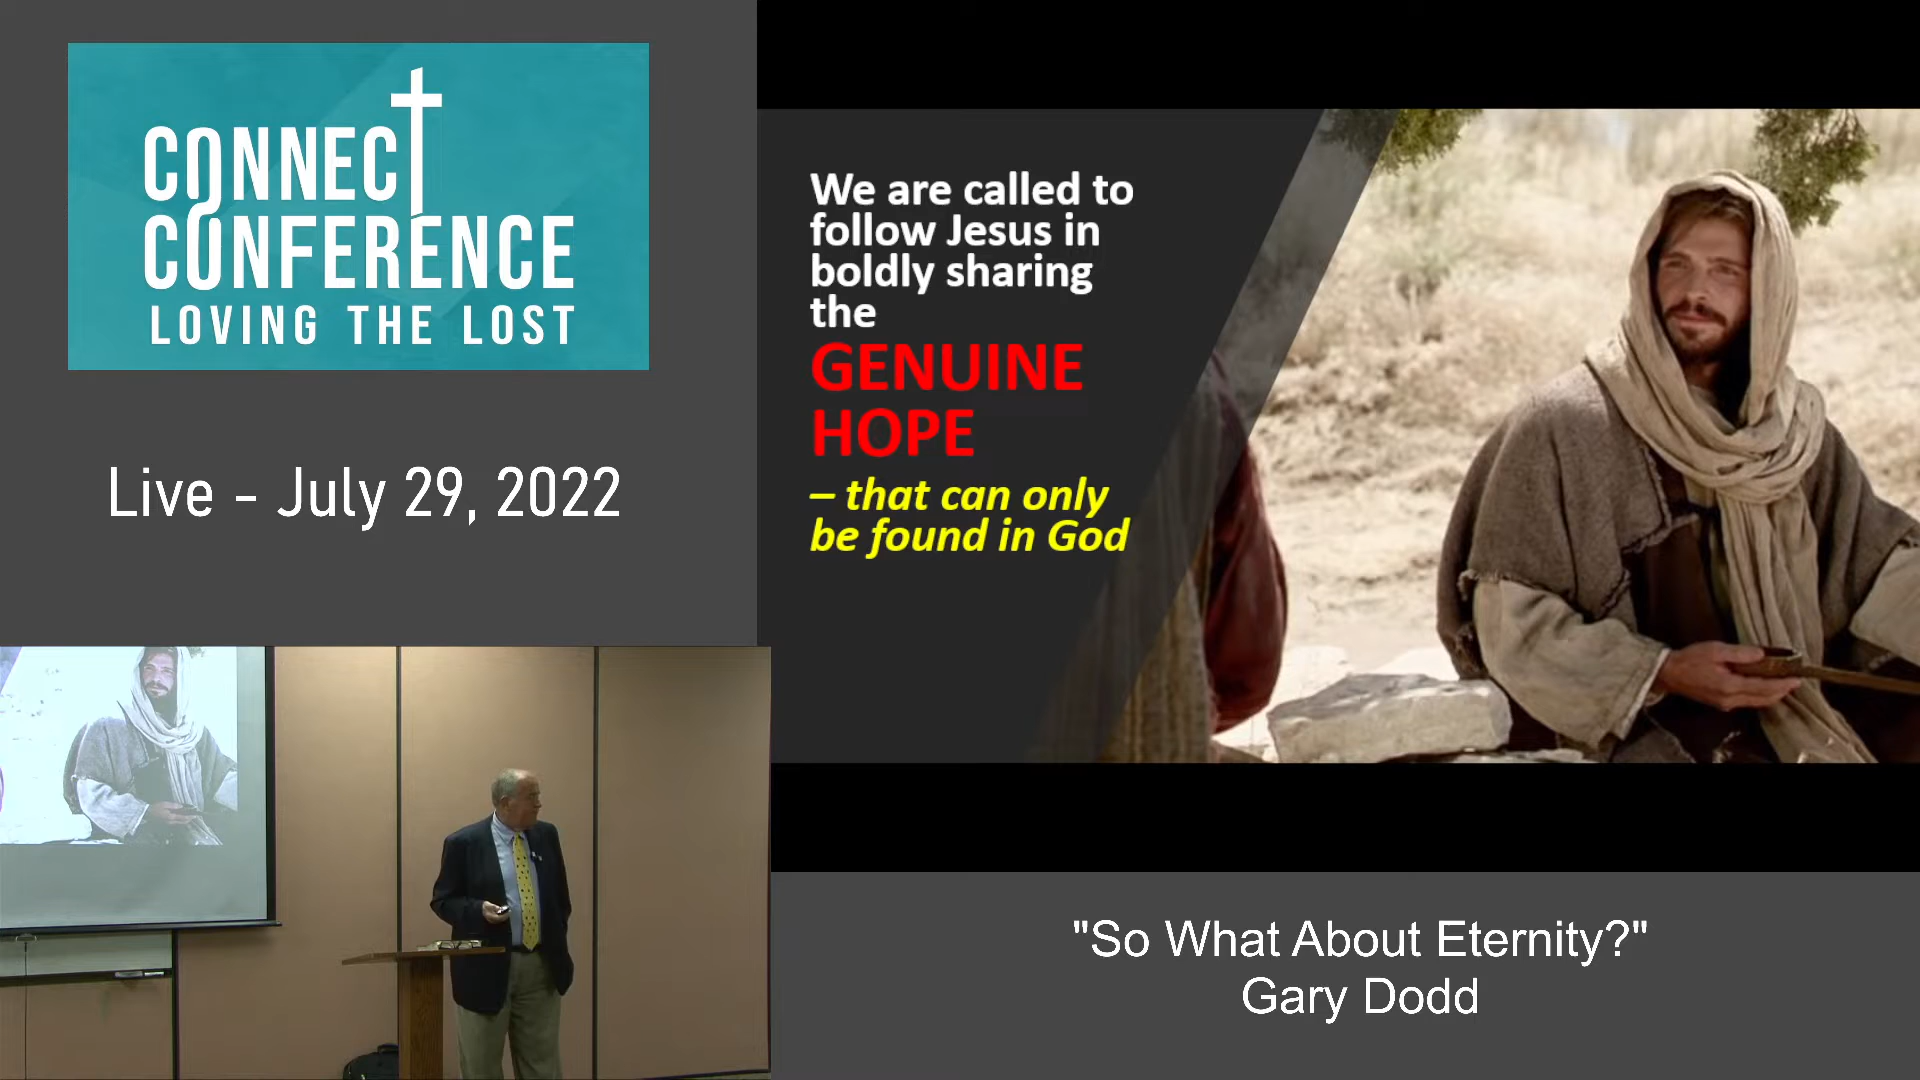 CONNECT
CONFERENCE
LOVING THE LOST
Live - July 29, 2022
We are called to
follow Jesus in
boldly sharing
the
GENUINE
HOPE
– that can only
be found in God
"So What About Eternity?"
Gary Dodd